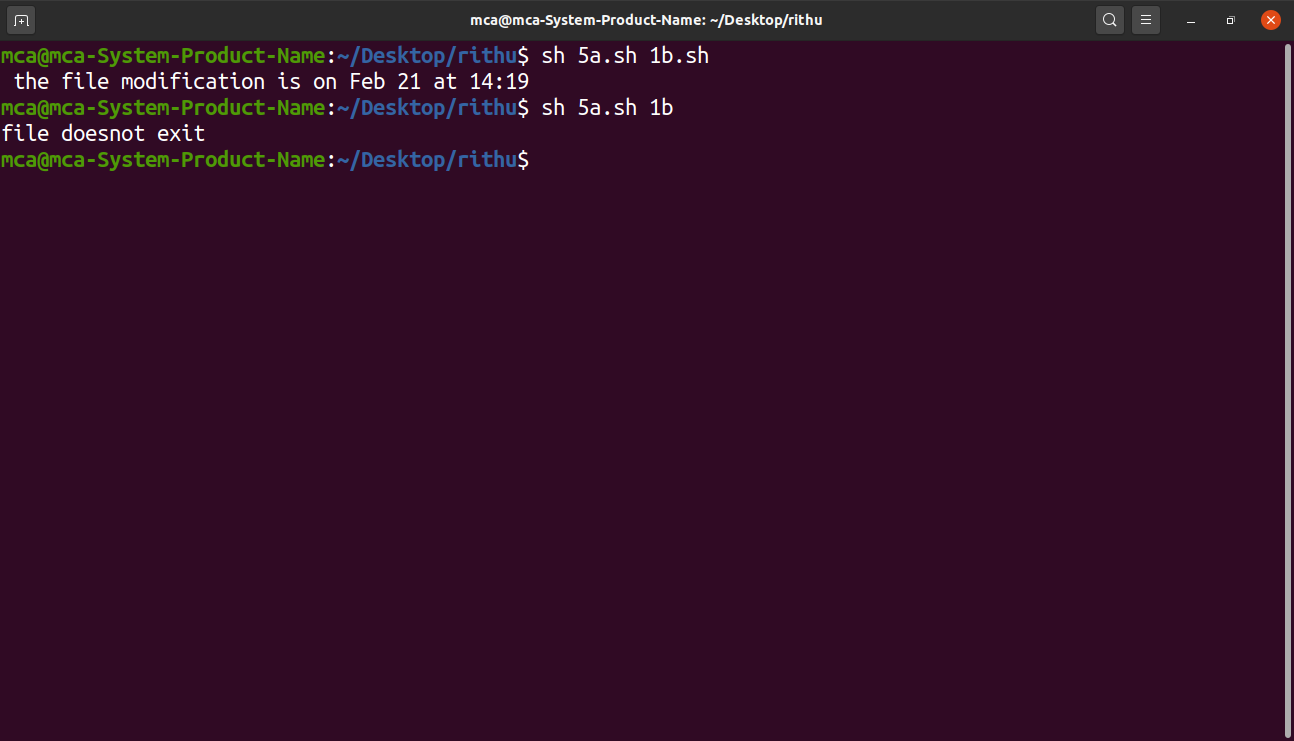 mca@mca-System-Product-Name: ~/Desktop/rithu
mca@mca-System-Product-Name:~/Desktop/rithu$ sh 5a.sh 1b.sh
 the file modification is on Feb 21 at 14:19
mca@mca-System-Product-Name:~/Desktop/rithu$ sh 5a.sh 1b
file doesnot exit
mca@mca-System-Product-Name:~/Desktop/rithu$